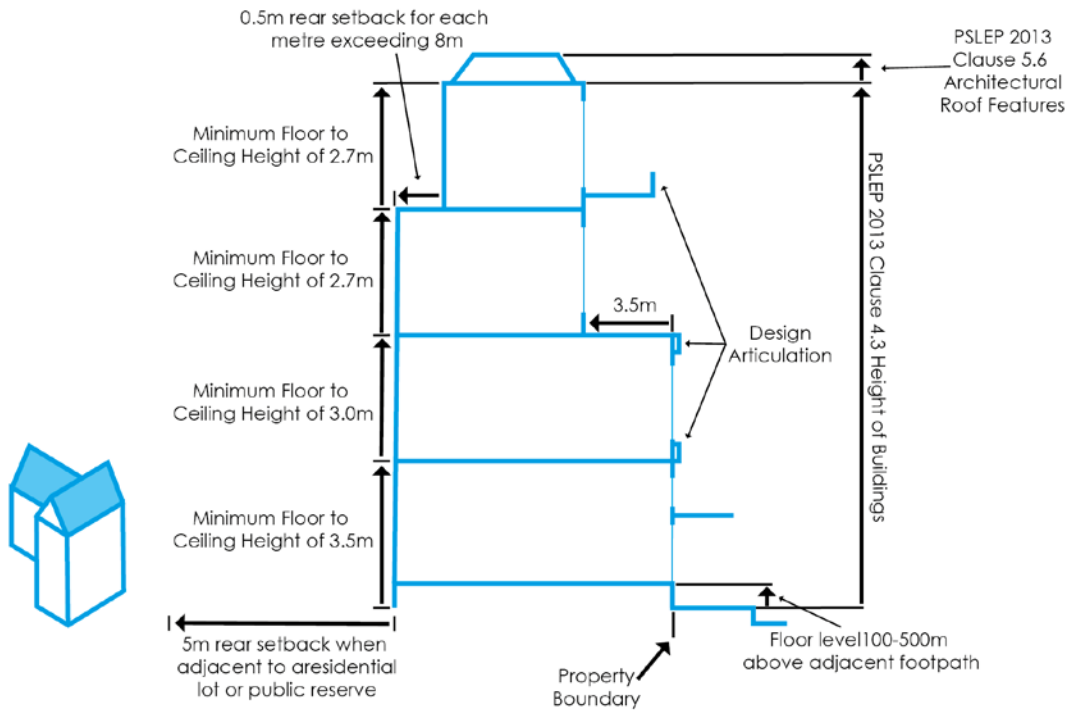 0.5m rear setback for each
metre exceeding 8m
PSLEP 2013
Clause 5.6
Architectural
Roof Features
Minimum Floor to
Ceiling Height of 2.7m
PSLEP 2013 Clause 4.3 Height of Buildings
Minimum Floor to
Ceiling Height of 2.7m
3.5m
Design
Articulation
Minimum Floor to
Ceiling Height of 3.0m
Minimum Floor to
Ceiling Height of 3.5m
5m rear setback when
adjacent to aresidential
lot or public reserve
Property
Boundary
Floor level100-500m
above adjacent footpath